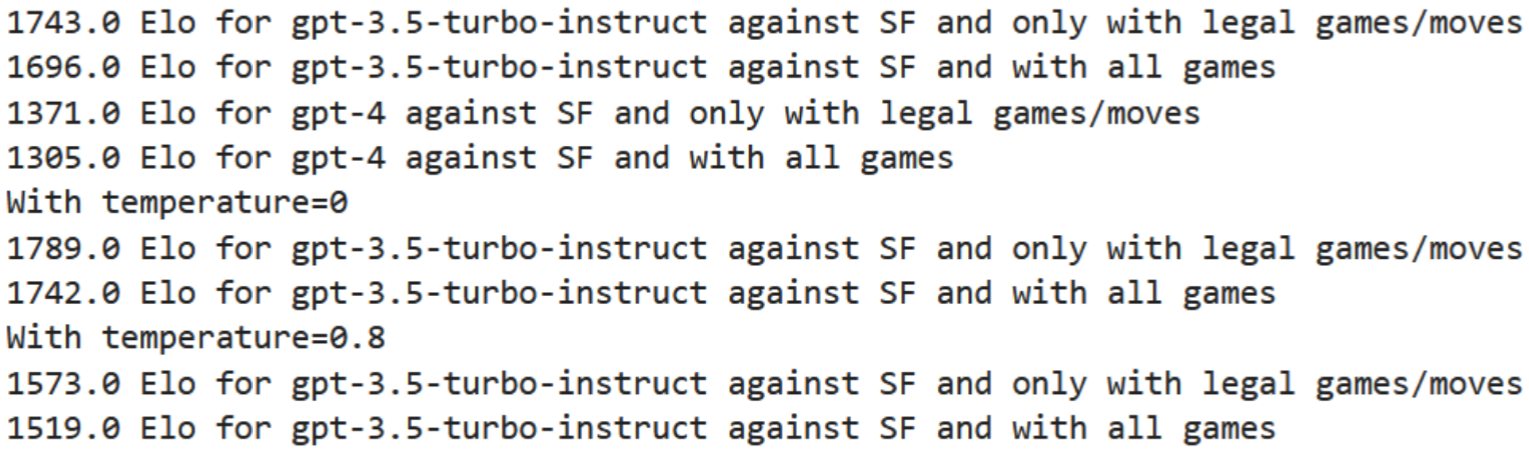 1743.0 Elo for gpt-3.5-turbo-instruct against SF and only with legal games/moves
1696.0 Elo for gpt-3.5-turbo-instruct against SF and with all games
1371.0 Elo for gpt-4 against SF and only with legal games/moves
1305.0 Elo for gpt-4 against SF and with all games
With temperature=0
1789.0 Elo for gpt-3.5-turbo-instruct against SF and only with legal games/moves
1742.0 Elo for gpt-3.5-turbo-instruct against SF and with all games
With temperature=0.8
1573.0 Elo for gpt-3.5-turbo-instruct against SF and only with legal games/moves
1519.0 Elo for gpt-3.5-turbo-instruct against SF and with all games